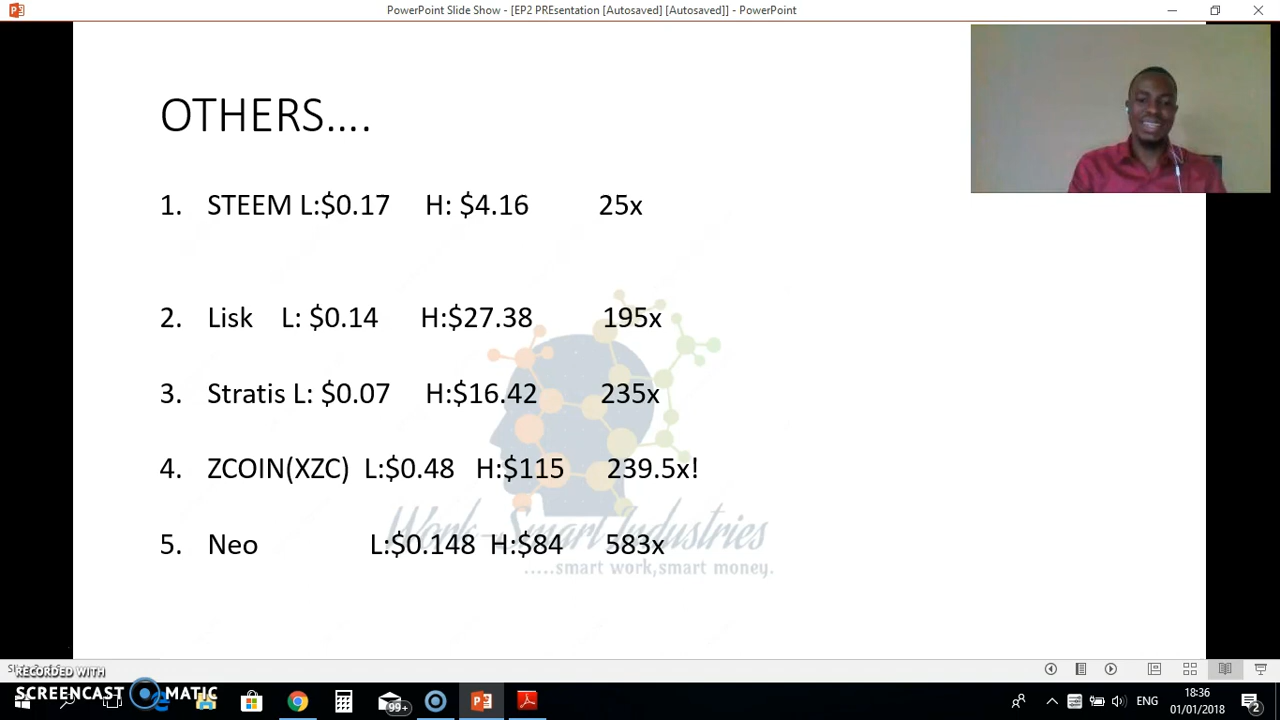 PowerPoint Slide Show - [EP2 PREsentation [Autosaved] [Autosaved]] - PowerPoint
OTHERS....
1. STEEM L:$0.17 H: $4.16 25x
2. Lisk L: $0.14 H:$27.38 195x
3. Stratis L: $0.07 H:$16.42 235x
4. ZCOIN(XZC) L:$0.48 H:$115 239.5x!
5. Neo L:$0.148 H:$84 583x
Work-Smart Industries
.....smart work,smart money.
RECORDED WITH
SCREENCAST MATIC
99+
ENG
18:36
01/01/2018
2